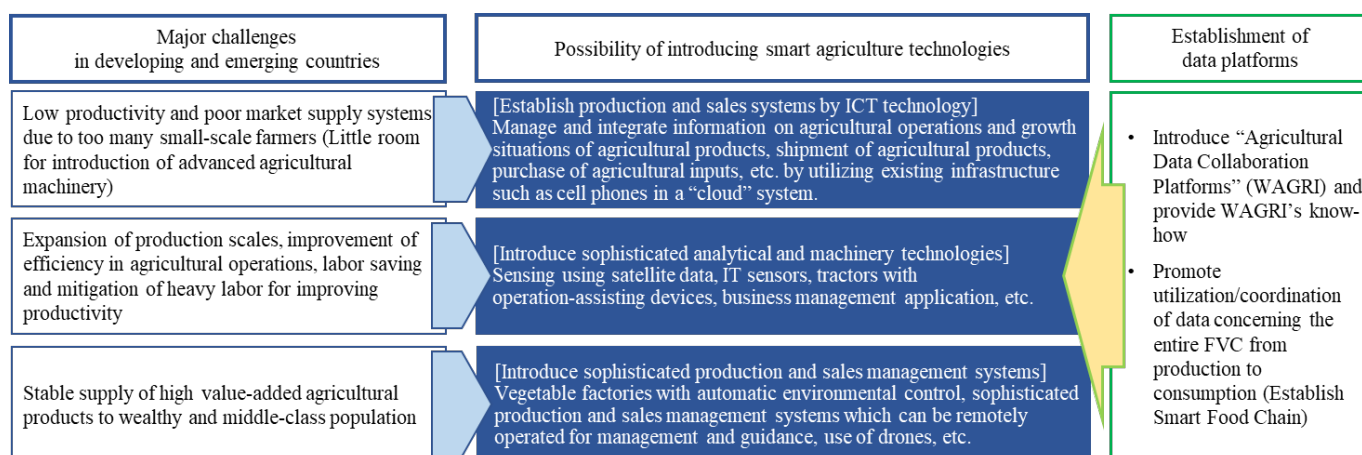 Major challenges
in developing and emerging countries
Possibility of introducing smart agriculture technologies
Establishment of
data platforms
Low productivity and poor market supply systems
due to too many small-scale farmers (Little room
for introduction of advanced agricultural
machinery)
[Establish production and sales systems by ICT technology]
Manage and integrate information on agricultural operations and growth
situations of agricultural products, shipment of agricultural products,
purchase of agricultural inputs, etc. by utilizing existing infrastructure
such as cell phones in a “cloud” system.
Expansion of production scales, improvement of
efficiency in agricultural operations, labor saving
and mitigation of heavy labor for improving
productivity
[Introduce sophisticated analytical and machinery technologies]
Sensing using satellite data, IT sensors, tractors with
operation-assisting devices, business management application, etc.
Stable supply of high value-added agricultural
products to wealthy and middle-class population
[Introduce sophisticated production and sales management systems]
Vegetable factories with automatic environmental control, sophisticated
production and sales management systems which can be remotely
operated for management and guidance, use of drones, etc.
• Introduce “Agricultural
Data Collaboration
Platforms” (WAGRI) and
provide WAGRI’s know-
how
• Promote
utilization/coordination
of data concerning the
entire FVC from
production to
consumption (Establish
Smart Food Chain)